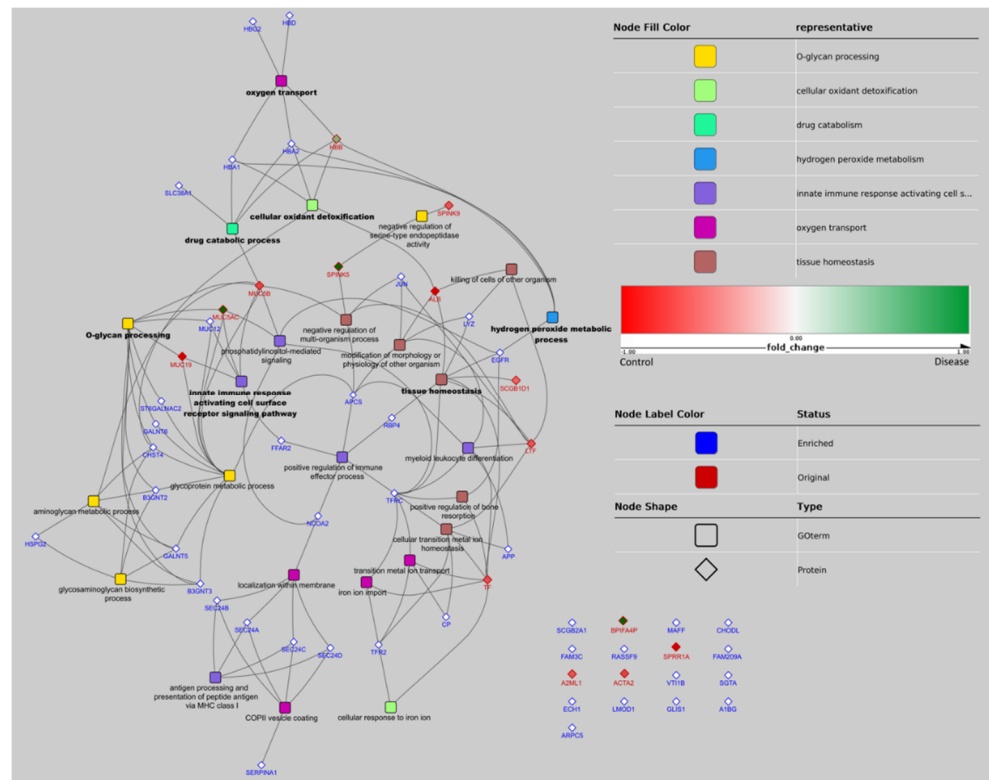 HBG2
HBD
oxygen transport
HBA2
HBB
HBA1
SLC38A1
cellular oxidant detoxification
drug catabolic process
SPINK9
negative regulation of
serine-type endopeptidase
activity
SPINK5
JUN
killing of cells of other organism
MUC5B
ALB
MUC5AC
MUC12
LYZ
O-glycan processing
negative regulation of
multi-organism process
hydrogen peroxide metabolic
process
phosphatidylinositol-mediated
signaling
modification of morphology or
physiology of other organism
EGFR
MUC19
innate immune response
activating cell surface
receptor signaling pathway
tissue homeostasis
SCGB1D1
APCS
ST6GALNAC2
GALNT6
RBP4
CHST4
FFAR2
LTF
positive regulation of immune
effector process
myeloid leukocyte differentiation
glycoprotein metabolic process
B3GNT2
TFRC
aminoglycan metabolic process
positive regulation of bone
resorption
NCOA2
HSPG2
cellular transition metal ion
homeostasis
GALNT5
APP
transition metal ion transport
localization within membrane
iron ion import
TF
glycosaminoglycan biosynthetic
process
B3GNT3
SEC24B
CP
SEC24A
SEC24C
SEC24D
TFR2
antigen processing and
presentation of peptide antigen
via MHC class I
COPII vesicle coating
cellular response to iron ion
SERPINA1
Node Fill Color representative
O-glycan processing
cellular oxidant detoxification
drug catabolism
hydrogen peroxide metabolism
innate immune response activating cell s...
oxygen transport
tissue homeostasis
-1.00 0.00 1.00
fold_change
Control Disease
Node Label Color Status
Enriched
Original
Node Shape Type
GOterm
Protein
SCGB2A1 BPIFA4P MAFF CHODL
FAM3C RASSF9 SPRR1A FAM209A
A2ML1 ACTA2 VTI1B SGTA
ECH1 LMOD1 GLIS1 A1BG
ARPC5